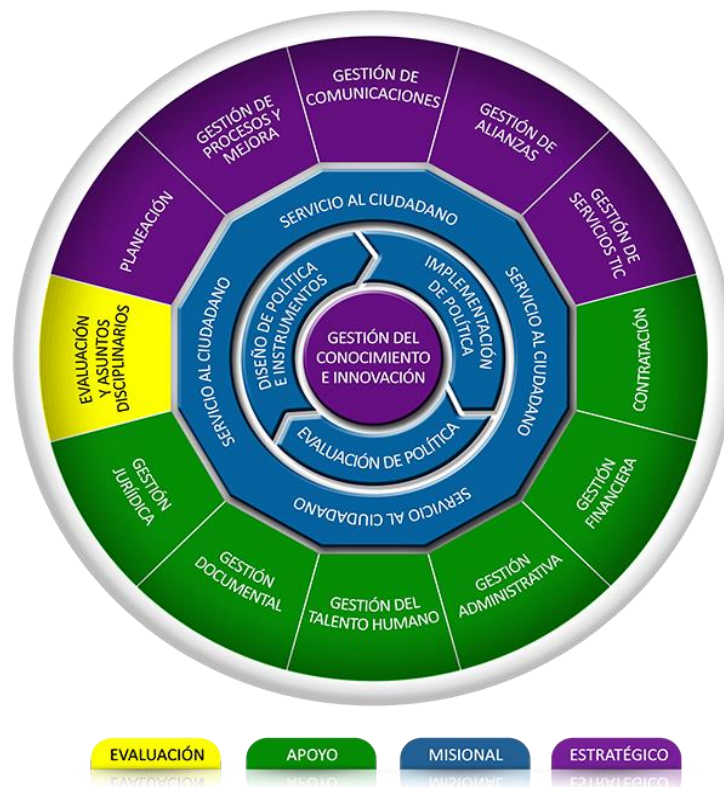 GESTIÓN DE
COMUNICACIONES
GESTIÓN DE
ALIANZAS
GESTIÓN DE
SERVICIOS TIC
CONTRATACIÓN
GESTIÓN
FINANCIERA
GESTIÓN
ADMINISTRATIVA
GESTIÓN DEL
TALENTO HUMANO
GESTIÓN
DOCUMENTAL
GESTIÓN
JURÍIDICA
EVALUACIÓN
Y ASUNTOS
DISCIPLINARIOS
PLANEACIÓN
GESTIÓN DE
PROCESOS Y
MEJORA
SERVICIO AL CIUDADANO
SERVICIO AL CIUDADANO
SERVICIO AL CIUDADANO
SERVICIO AL CIUDADANO
DISEÑO DE POLÍTICA
E INSTRUMENTOS
IMPLEMENTACIÓN
DE POLÍTICA
EVALUACIÓN DE POLÍTICA
GESTIÓN DEL
CONOCIMIENTO
E INNOVACIÓN
EVALUACIÓN
APOYO
MISIONAL
ESTRATÉGICO